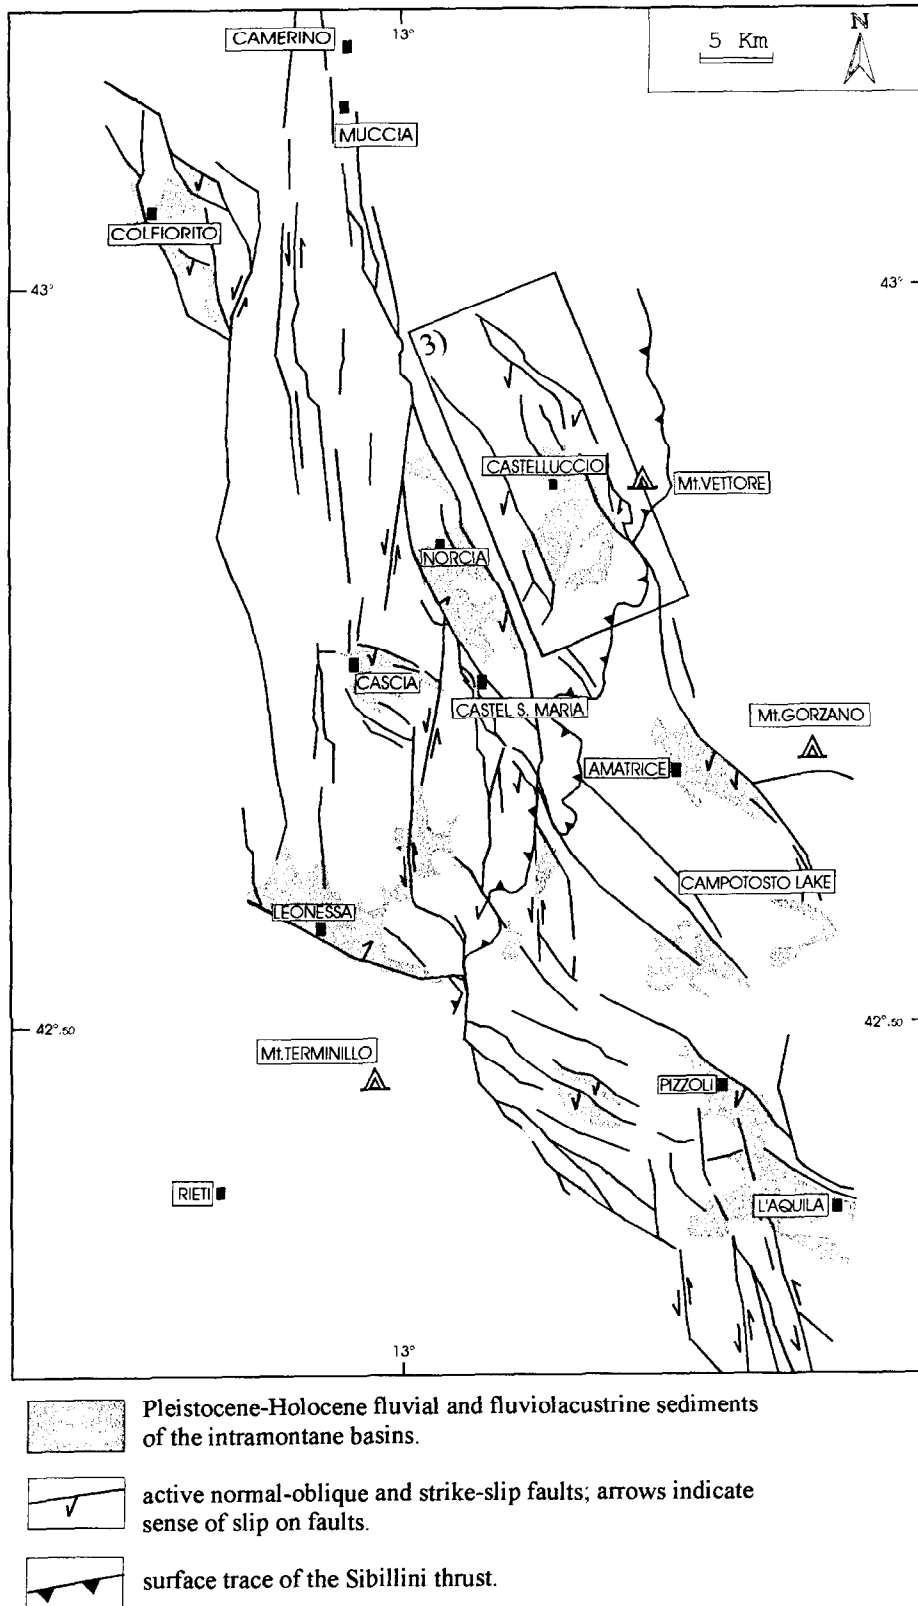 CAMERINO
13°
5 Km
N
MUCCIA
COLFIORITO
43°
43°
3)
CASTELLUCCIO
Mt.VETTORE
NORCIA
CASCIA
CASTEL S. MARIA
Mt.GORZANO
AMATRICE
CAMPOTOSTO LAKE
LEONESSA
42°.50
42°.50
Mt.TERMINILLO
PIZZOLI
RIETI
L'AQUILA
13°
Pleistocene-Holocene fluvial and fluviolacustrine sediments
of the intramontane basins.
active normal-oblique and strike-slip faults; arrows indicate
sense of slip on faults.
surface trace of the Sibillini thrust.